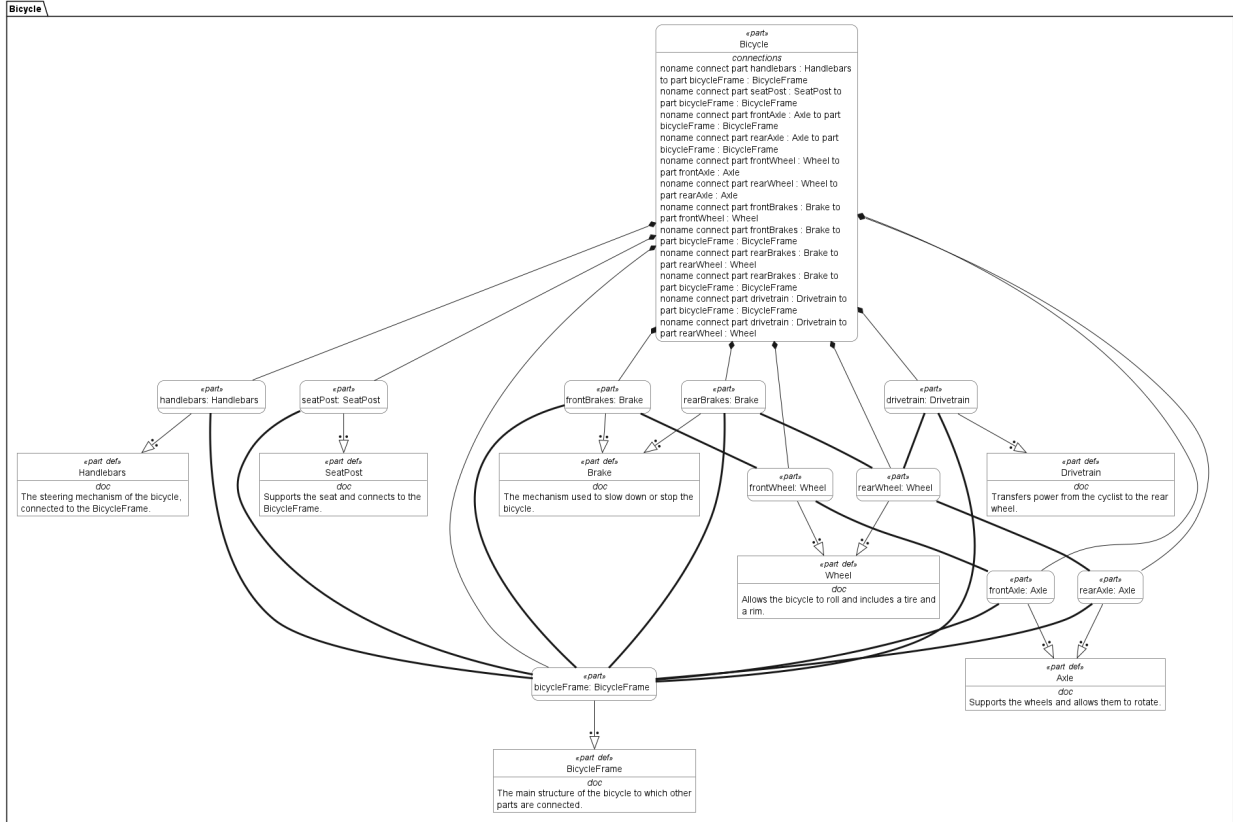 Bicycle
«part»
Bicycle
connections
noname connect part handlebars : Handlebars
to part bicycleFrame : BicycleFrame
noname connect part seatPost : SeatPost to
part bicycleFrame : BicycleFrame
noname connect part frontAxle : Axle to part
bicycleFrame : BicycleFrame
noname connect part rearAxle : Axle to part
bicycleFrame : BicycleFrame
noname connect part frontWheel : Wheel to
part frontAxle : Axle
noname connect part rearWheel : Wheel to
part rearAxle : Axle
noname connect part frontBrakes : Brake to
part frontWheel : Wheel
noname connect part frontBrakes : Brake to
part bicycleFrame : BicycleFrame
noname connect part rearBrakes : Brake to
part rearWheel : Wheel
noname connect part rearBrakes : Brake to
part bicycleFrame : BicycleFrame
noname connect part drivetrain : Drivetrain to
part bicycleFrame : BicycleFrame
noname connect part drivetrain : Drivetrain to
part rearWheel : Wheel
«part»
handlebars: Handlebars
«part»
seatPost: SeatPost
«part»
frontBrakes: Brake
«part»
rearBrakes: Brake
«part»
drivetrain: Drivetrain
«part def»
Handlebars
doc
The steering mechanism of the bicycle,
connected to the BicycleFrame.
«part def»
SeatPost
doc
Supports the seat and connects to the
BicycleFrame.
«part def»
Brake
doc
The mechanism used to slow down or stop the
bicycle.
«part»
frontWheel: Wheel
«part»
rearWheel: Wheel
«part def»
Drivetrain
doc
Transfers power from the cyclist to the rear
wheel.
«part def»
Wheel
doc
Allows the bicycle to roll and includes a tire and
a rim.
«part»
frontAxle: Axle
«part»
rearAxle: Axle
«part»
bicycleFrame: BicycleFrame
«part def»
Axle
doc
Supports the wheels and allows them to rotate.
«part def»
BicycleFrame
doc
The main structure of the bicycle to which other
parts are connected.